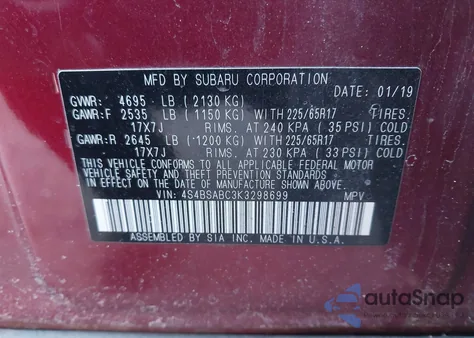 MFD BY SUBARU CORPORATION
DATE: 01/19
GVWR: 4695 LB (2130 KG)
GAWR:F 2535 LB (1150 KG) WITH 225/65R17 TIRES.
17X7J RIMS. AT 240 KPA (35 PSI) COLD
GAWR:R 2645 LB (1200 KG) WITH 225/65R17 TIRES.
17X7J RIMS. AT 230 KPA (33 PSI) COLD
THIS VEHICLE CONFORMS TO ALL APPLICABLE FEDERAL MOTOR
VEHICLE SAFETY AND THEFT PREVENTION STANDARDS IN
EFFECT ON THE DATE OF MANUFACTURE SHOWN ABOVE.
VIN: 4S4BSABC3K3298699 MPV
ASSEMBLED BY SIA INC. MADE IN U.S.A.
autoSnap